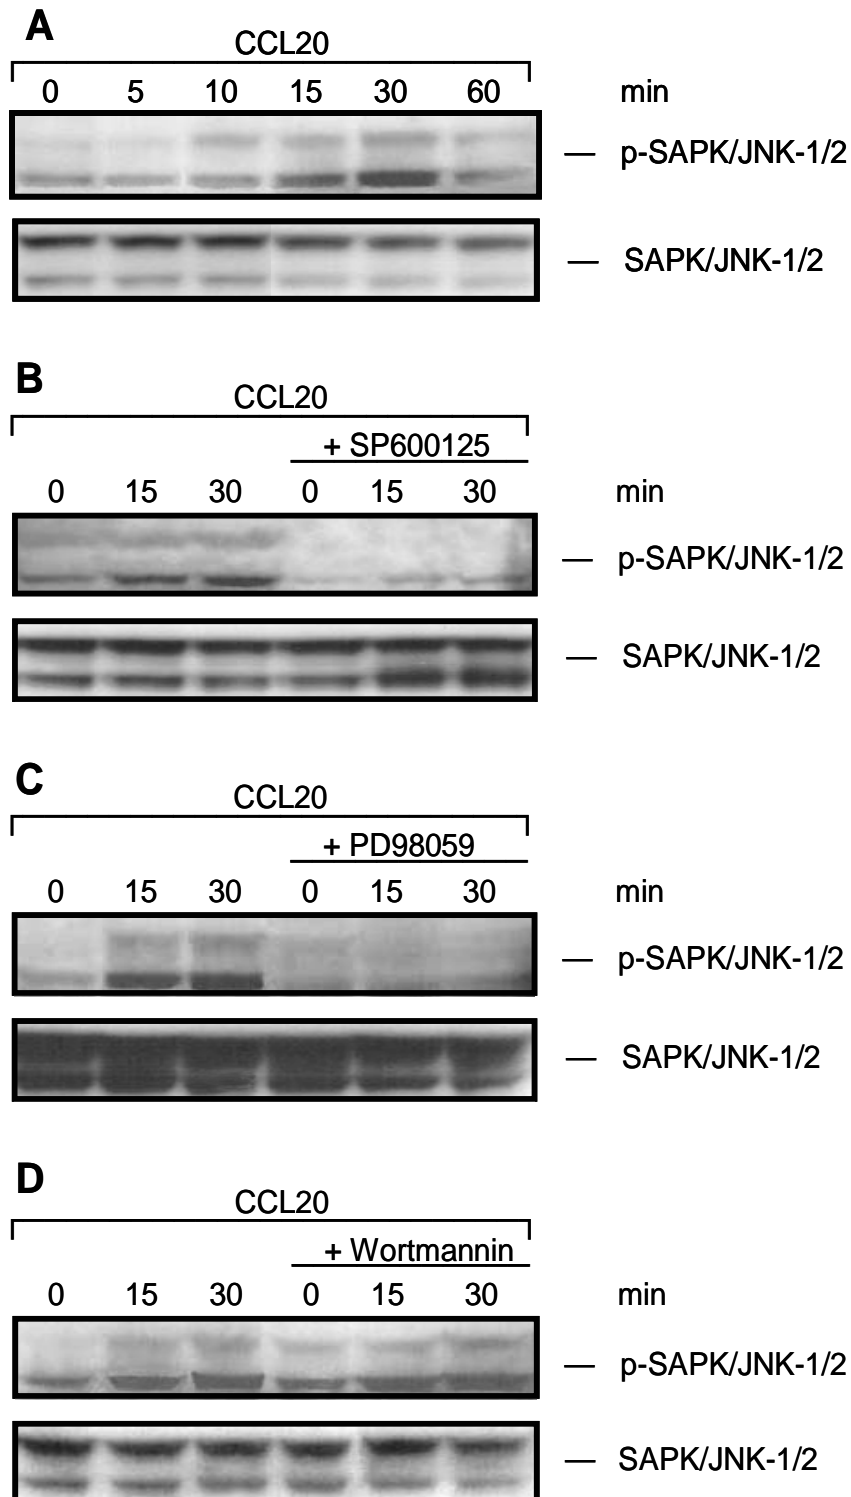 A
CCL20
0 5 10 15 30 60 min
— p-SAPK/JNK-1/2
— SAPK/JNK-1/2
B
CCL20
+ SP600125
0 15 30 0 15 30 min
— p-SAPK/JNK-1/2
— SAPK/JNK-1/2
C
CCL20
+ PD98059
0 15 30 0 15 30 min
— p-SAPK/JNK-1/2
— SAPK/JNK-1/2
D
CCL20
+ Wortmannin
0 15 30 0 15 30 min
— p-SAPK/JNK-1/2
— SAPK/JNK-1/2